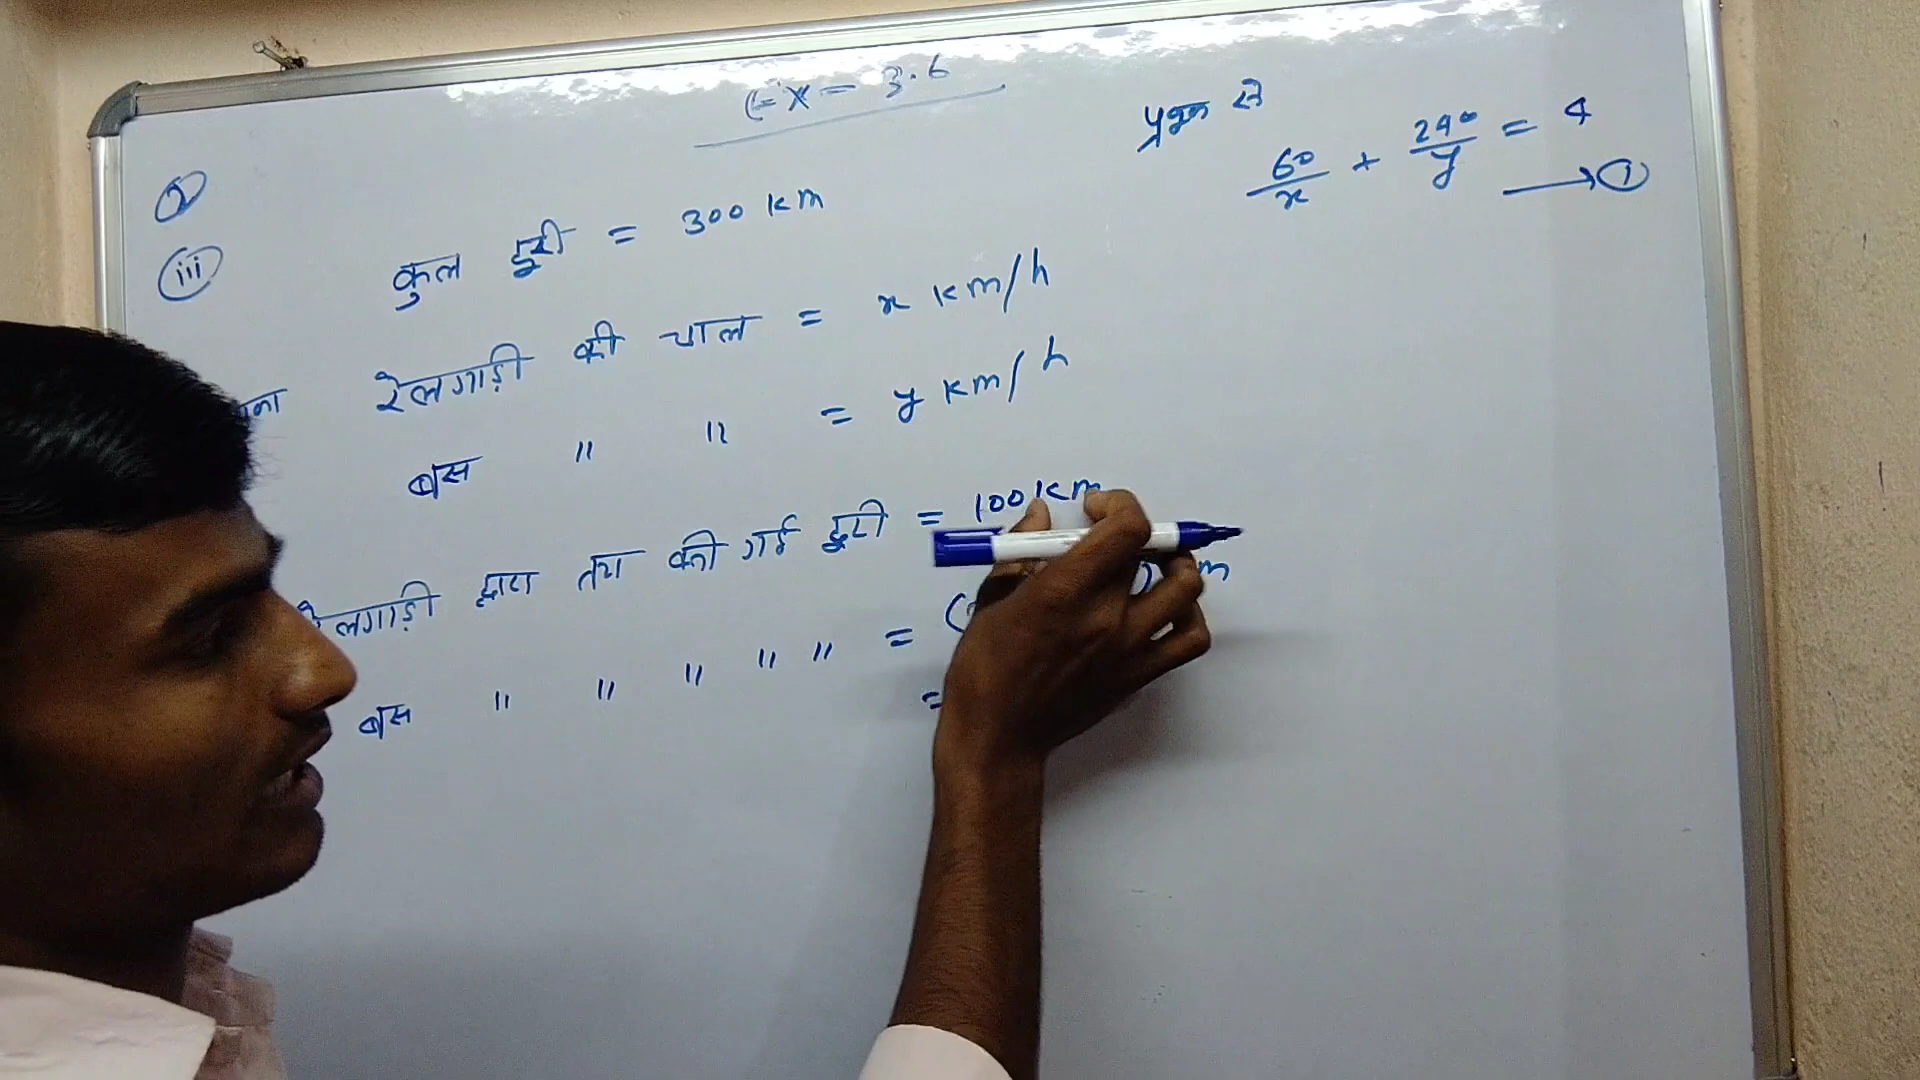 Ex - 3.6
(iii)
कुल दूरी = 300 km
रेलगाड़ी की चाल = x km/h
बस " " = y km/h
रेलगाड़ी द्वारा तय की गई दूरी = 100 km
बस " " " " " = (
=
प्रश्न से
60/x + 240/y = 4
→ ①